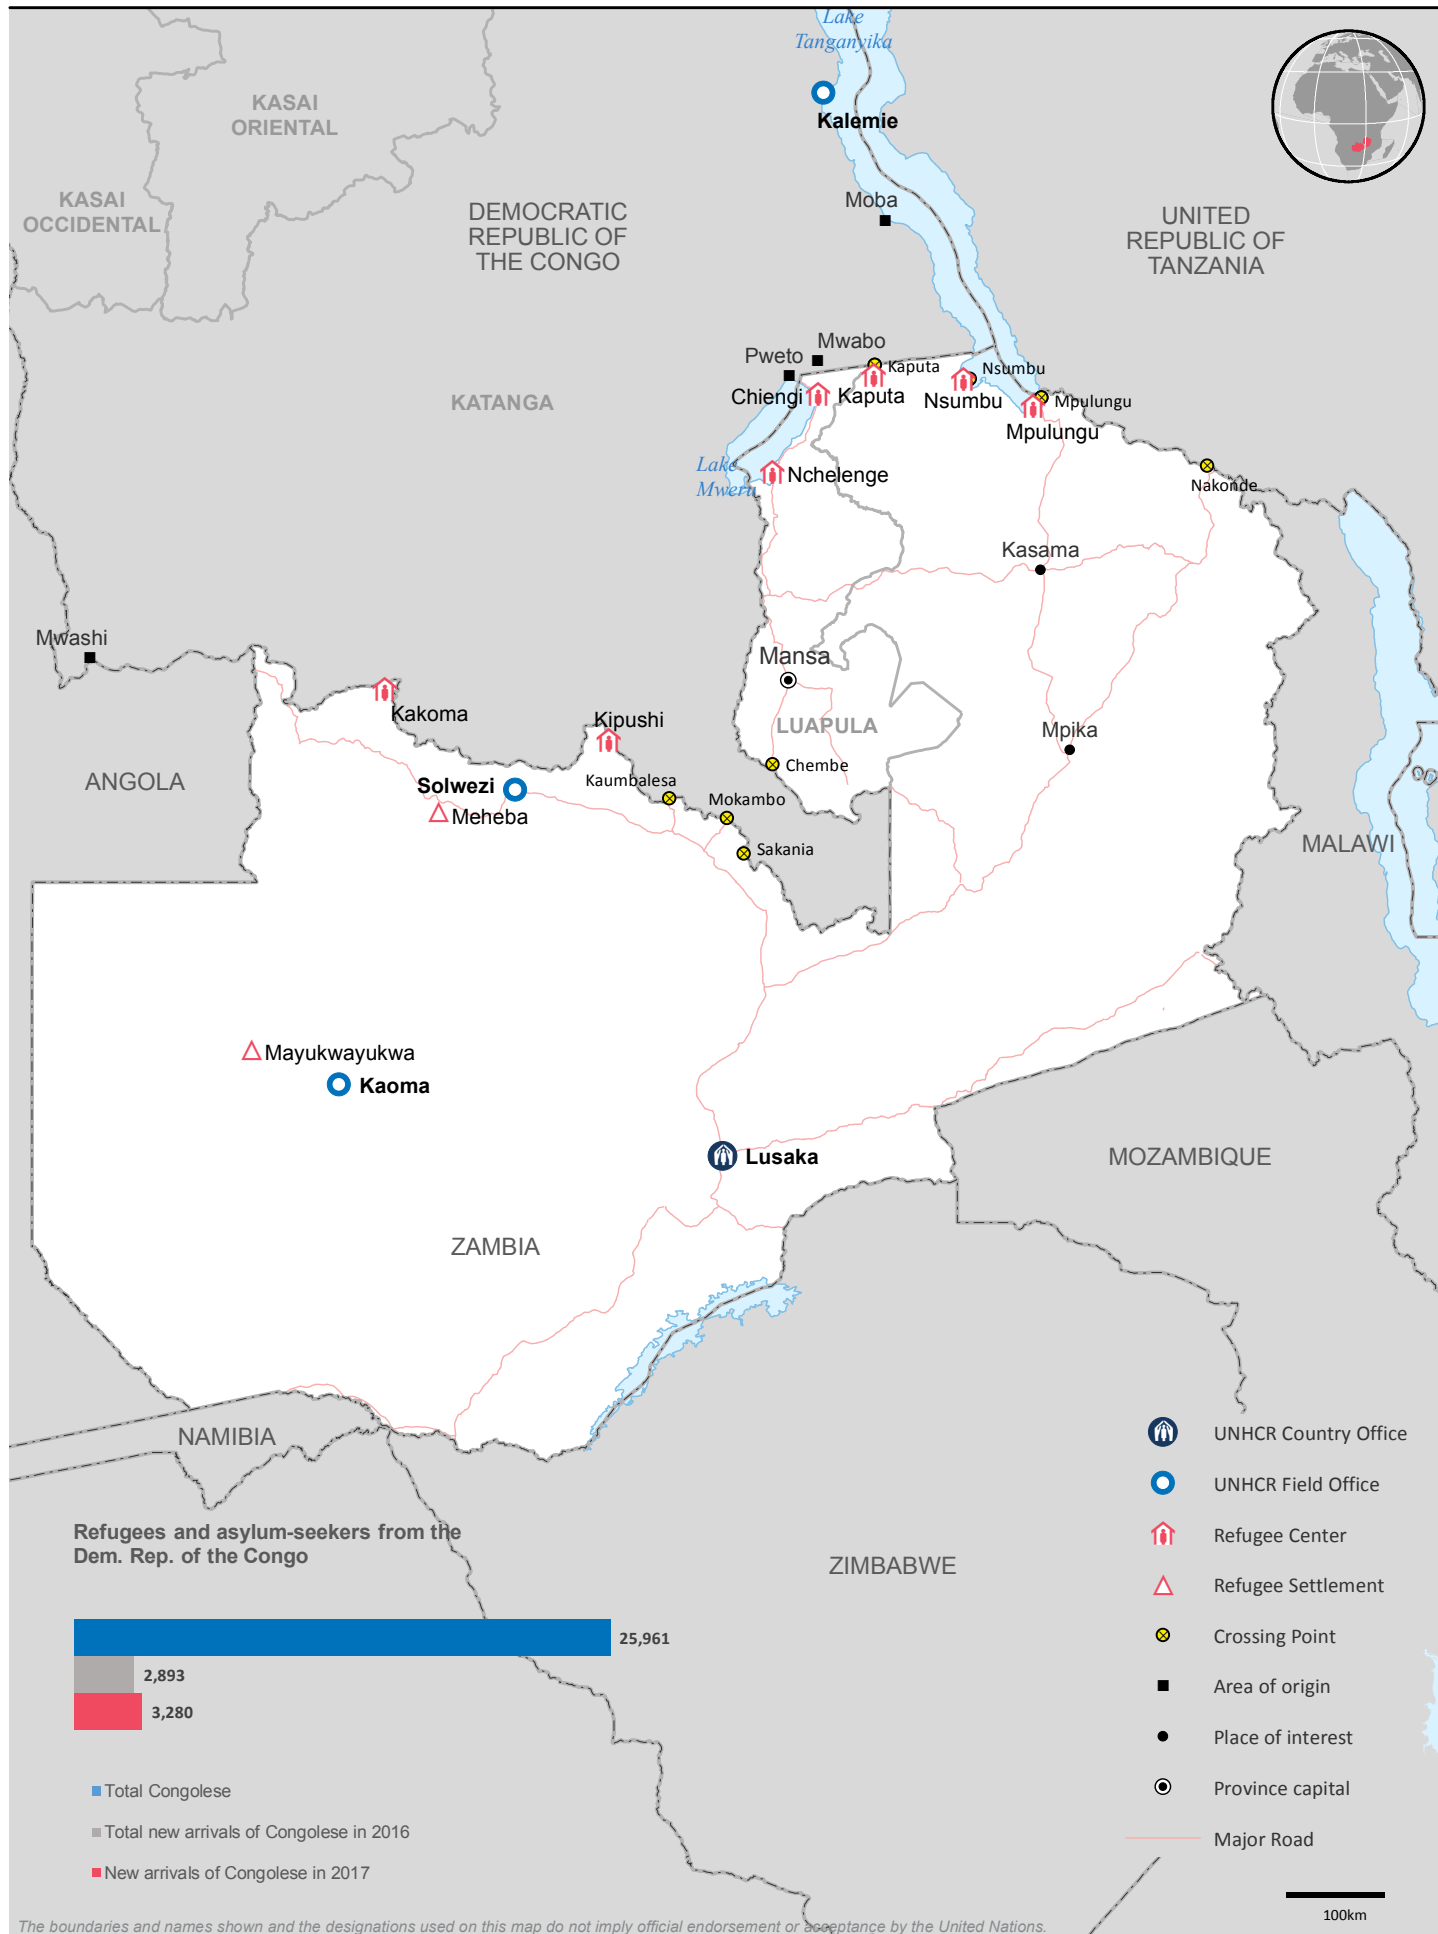 Lake
Tanganyika
KASAI
ORIENTAL
Kalemie
KASAI
OCCIDENTAL
Moba
DEMOCRATIC
REPUBLIC OF
THE CONGO
UNITED
REPUBLIC OF
TANZANIA
Mwabo
Pweto
Kaputa
Nsumbu
Chiengi
Kaputa
Nsumbu
Mpulungu
KATANGA
Mpulungu
Lake
Mweru
Nchelenge
Nakonde
Kasama
Mwashi
Mansa
Kakoma
Kipushi
LUAPULA
Mpika
Chembe
ANGOLA
Solwezi
Kaumbalesa
Mokambo
Meheba
Sakania
MALAWI
Mayukwayukwa
Kaoma
Lusaka
MOZAMBIQUE
ZAMBIA
NAMIBIA
ZIMBABWE
UNHCR Country Office
UNHCR Field Office
Refugee Center
Refugee Settlement
Crossing Point
Area of origin
Place of interest
Province capital
Major Road
100km
Refugees and asylum-seekers from the
Dem. Rep. of the Congo
25,961
2,893
3,280
Total Congolese
Total new arrivals of Congolese in 2016
New arrivals of Congolese in 2017
The boundaries and names shown and the designations used on this map do not imply official endorsement or acceptance by the United Nations.